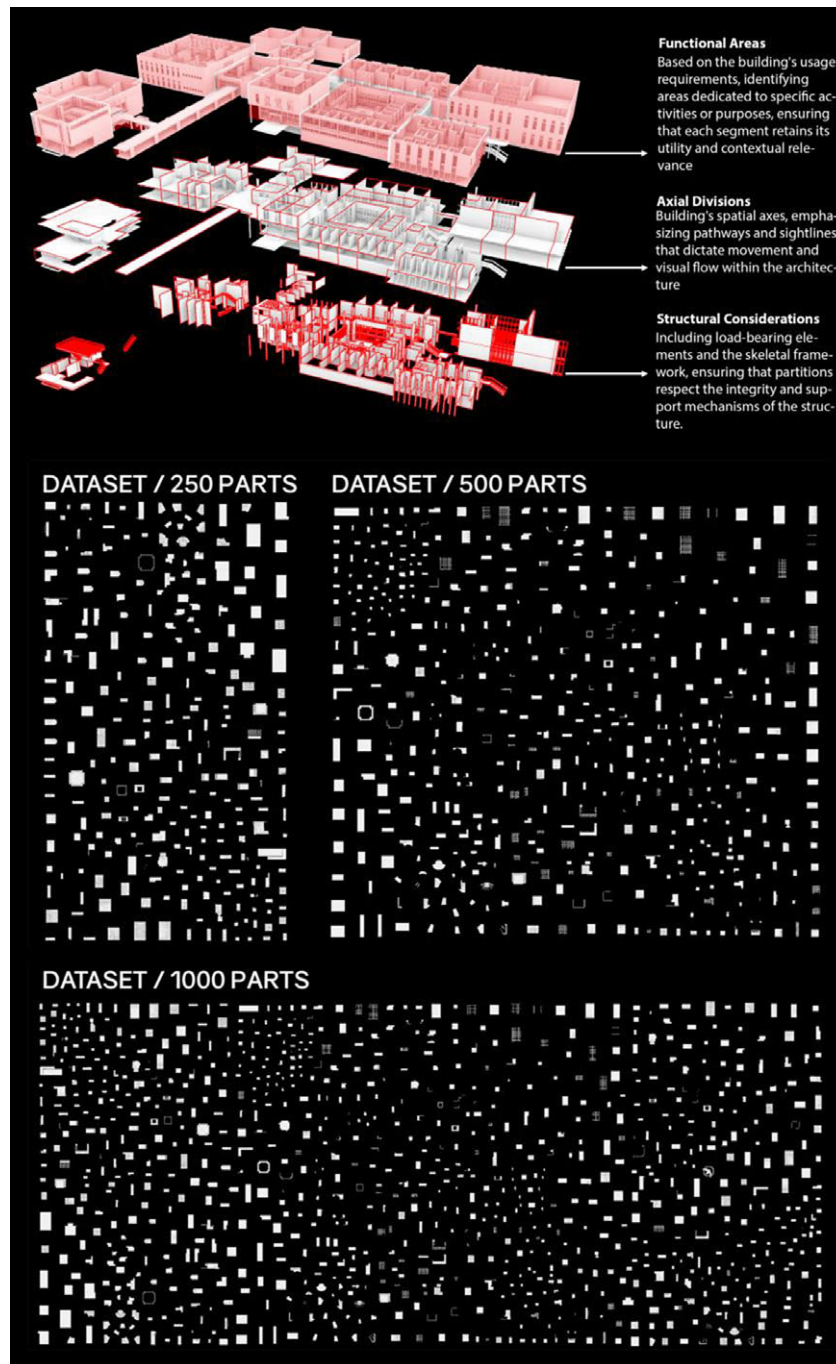 Functional Areas
Based on the building's usage
requirements, identifying
areas dedicated to specific ac-
tivities or purposes, ensuring
that each segment retains its
utility and contextual rele-
vance
Axial Divisions
Building's spatial axes, empha-
sizing pathways and sightlines
that dictate movement and
visual flow within the architec-
ture
Structural Considerations
Including load-bearing ele-
ments and the skeletal frame-
work, ensuring that partitions
respect the integrity and sup-
port mechanisms of the struc-
ture.
DATASET / 250 PARTS
DATASET / 500 PARTS
DATASET / 1000 PARTS